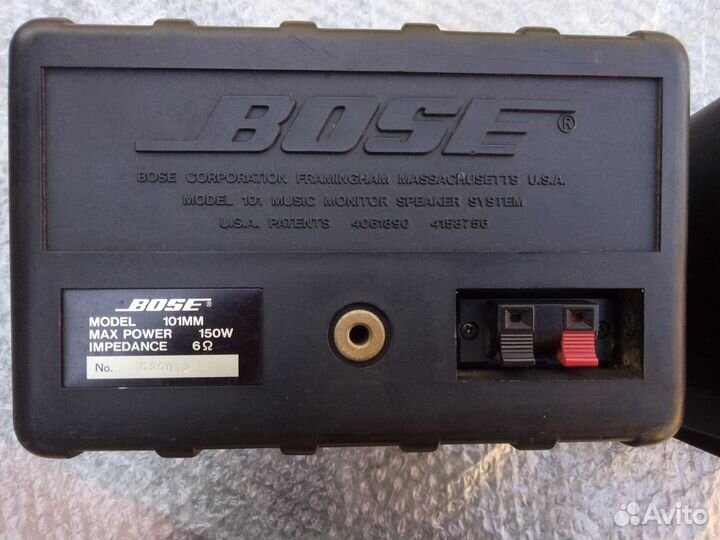 BOSE®
BOSE CORPORATION FRAMINGHAM MASSACHUSETTS U.S.A.
MODEL 101 MUSIC MONITOR SPEAKER SYSTEM
U.S.A. PATENTS 4061890 4158756
BOSE®
MODEL 101MM
MAX POWER 150W
IMPEDANCE 6Ω
No. 525012
Avito